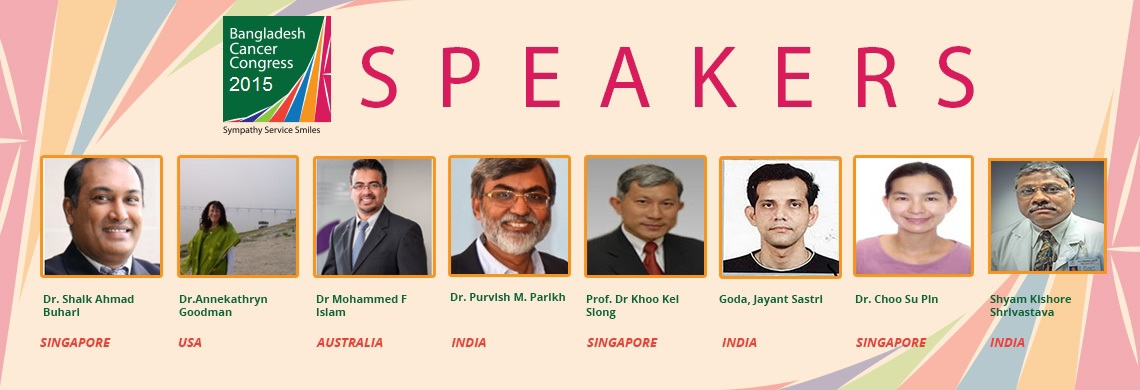 Bangladesh
Cancer
Congress
2015
Sympathy Service Smiles
SPEAKERS
Dr. Shaik Ahmad
Buhari
SINGAPORE
Dr.Annekathryn
Goodman
USA
Dr Mohammed F
Islam
AUSTRALIA
Dr. Purvish M. Parikh
INDIA
Prof. Dr Khoo Kei
Siong
SINGAPORE
Goda, Jayant Sastri
INDIA
Dr. Choo Su Pin
SINGAPORE
Shyam Kishore
Shrivastava
INDIA